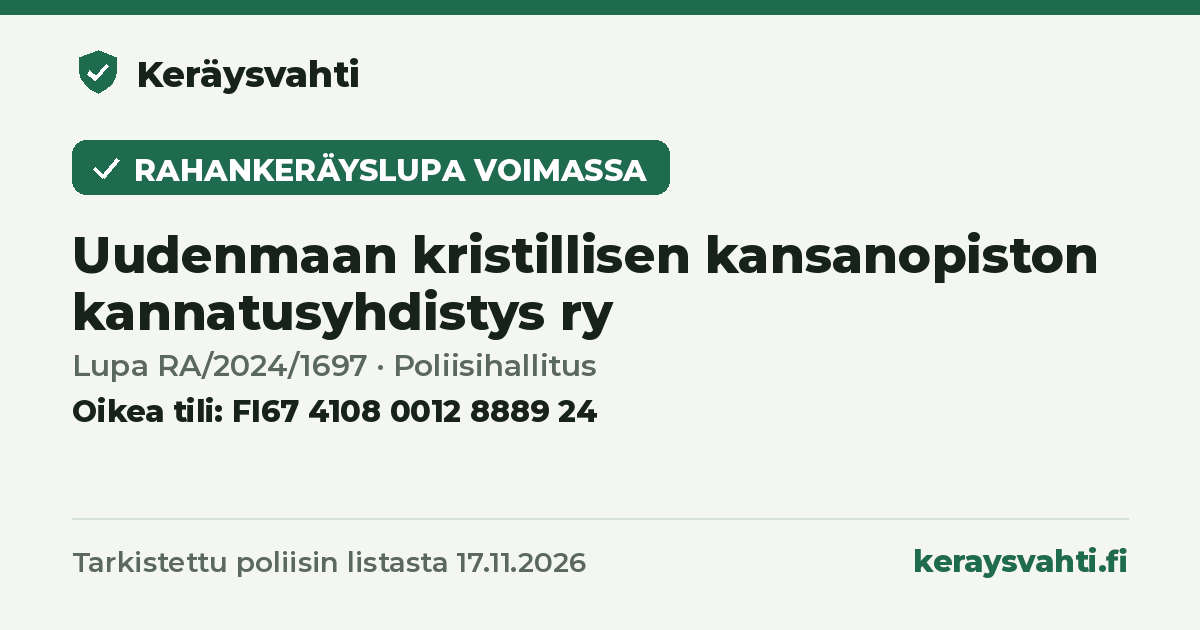 Keräysvahti
RAHANKERÄYSLUPA VOIMASSA
Uudenmaan kristillisen kansanopiston
kannatusyhdistys ry
Lupa RA/2024/1697 · Poliisihallitus
Oikea tili: FI67 4108 0012 8889 24
Tarkistettu poliisin listasta 17.11.2026
keraysvahti.fi